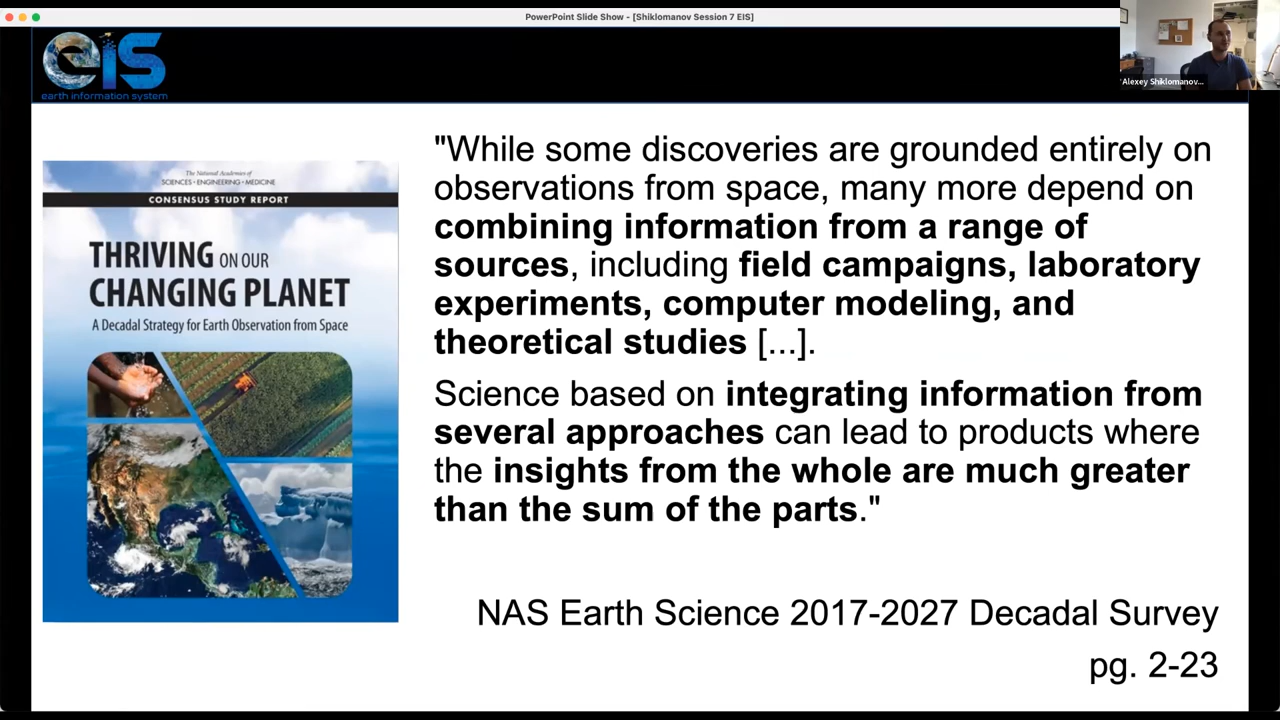 PowerPoint Slide Show - [Shiklomanov Session 7 EIS]
eis
earth information system
Alexey Shiklomanov...
The National Academies of
SCIENCES • ENGINEERING • MEDICINE
CONSENSUS STUDY REPORT
THRIVING ON OUR
CHANGING PLANET
A Decadal Strategy for Earth Observation from Space
"While some discoveries are grounded entirely on
observations from space, many more depend on
combining information from a range of
sources, including field campaigns, laboratory
experiments, computer modeling, and
theoretical studies [...].
Science based on integrating information from
several approaches can lead to products where
the insights from the whole are much greater
than the sum of the parts."
NAS Earth Science 2017-2027 Decadal Survey
pg. 2-23